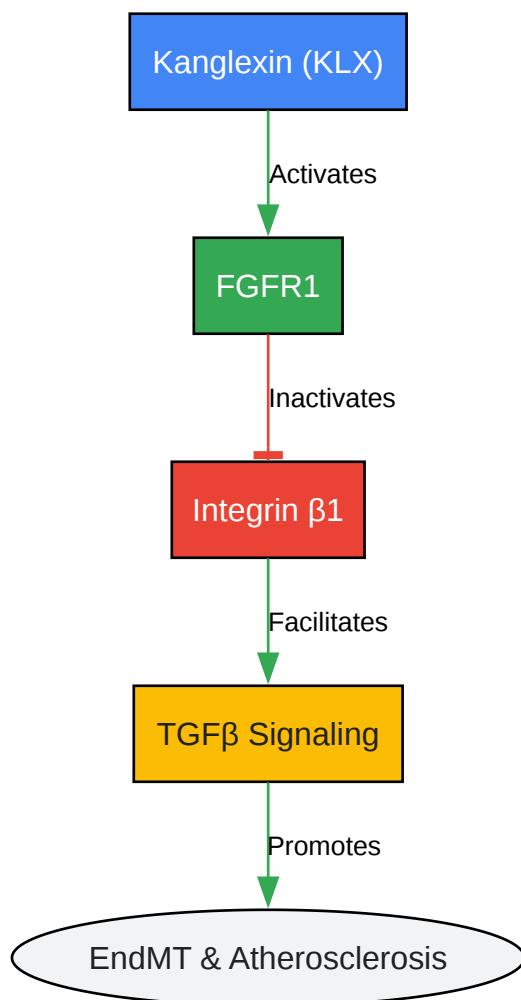 Kanglexin (KLX)
Activates
FGFR1
Inactivates
Integrin β1
Facilitates
TGFβ Signaling
Promotes
EndMT & Atherosclerosis